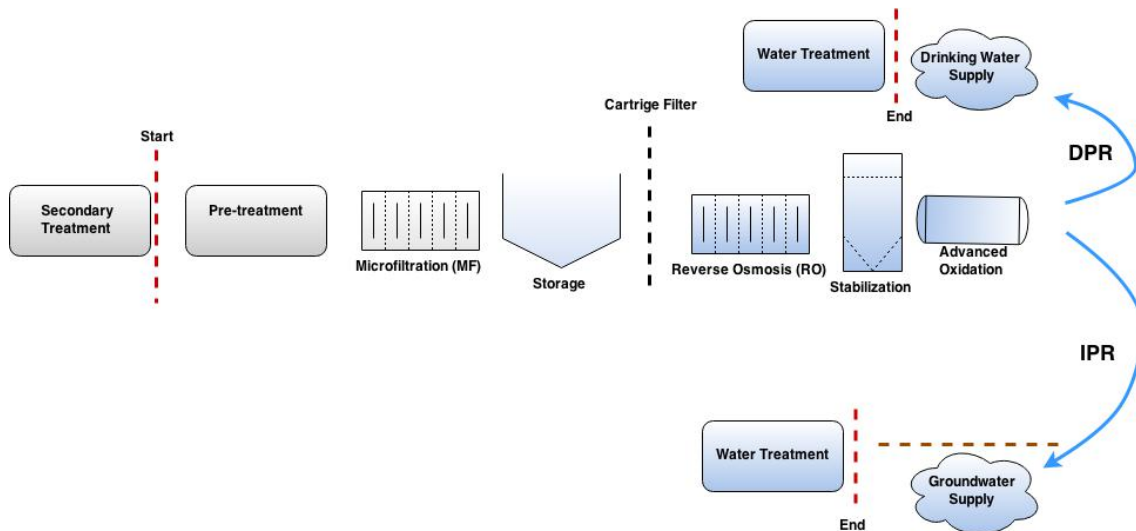 Water Treatment
Drinking Water
Supply
End
DPR
Cartrige Filter
Start
Secondary
Treatment
Pre-treatment
Microfiltration (MF)
Storage
Reverse Osmosis (RO)
Stabilization
Advanced
Oxidation
IPR
Water Treatment
End
Groundwater
Supply